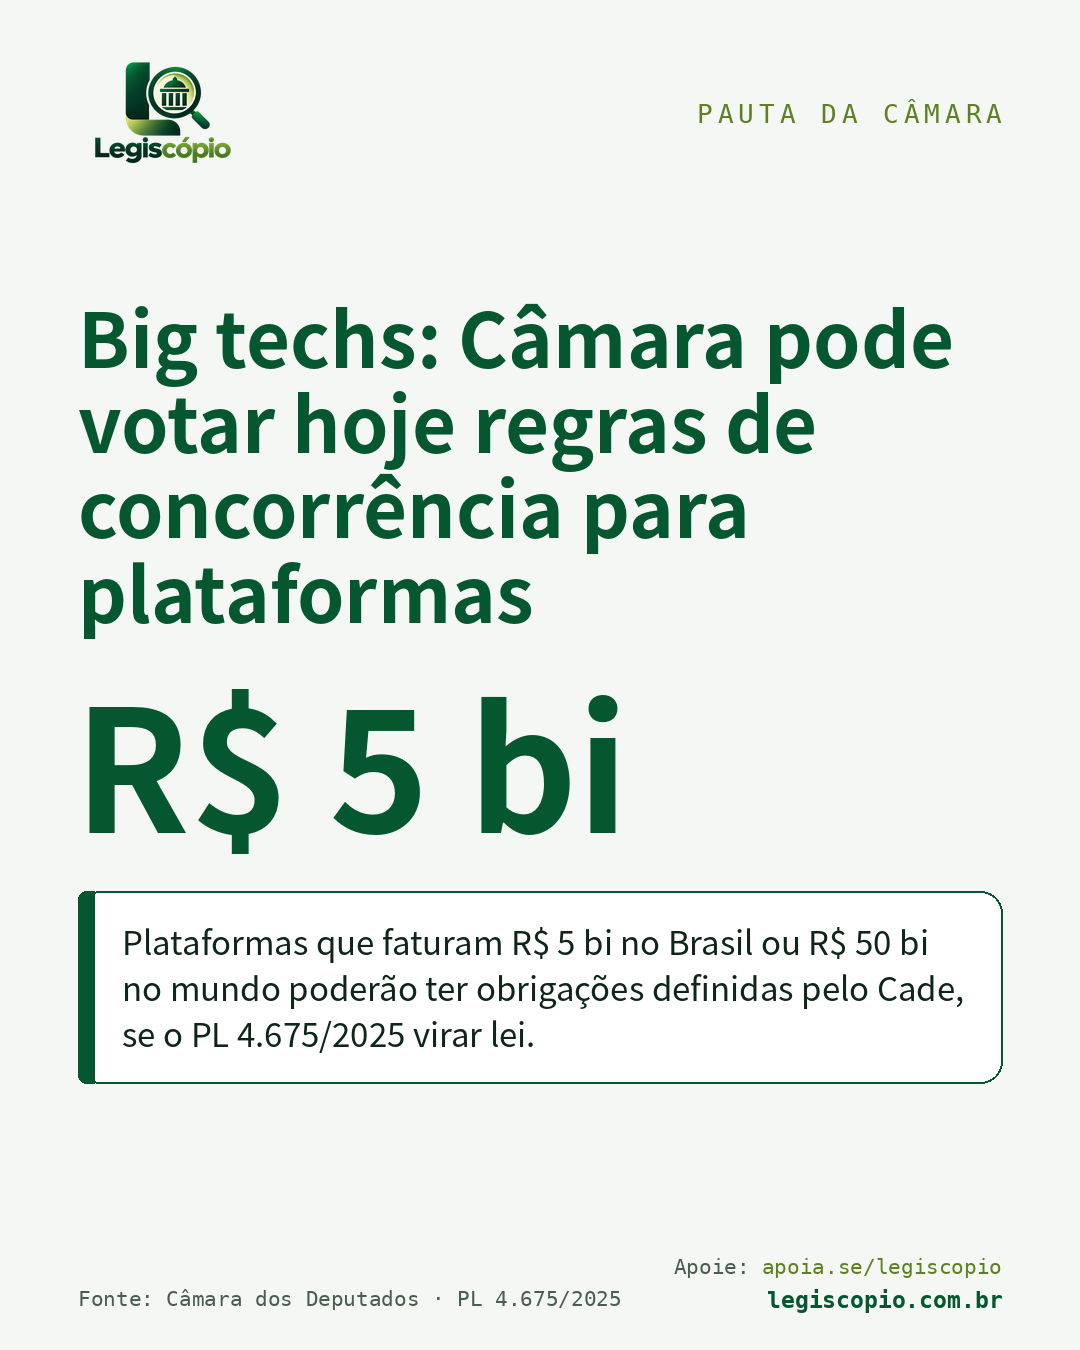 Legiscópio
PAUTA DA CÂMARA
Big techs: Câmara pode
votar hoje regras de
concorrência para
plataformas
R$ 5 bi
Plataformas que faturam R$ 5 bi no Brasil ou R$ 50 bi
no mundo poderão ter obrigações definidas pelo Cade,
se o PL 4.675/2025 virar lei.
Apoie: apoia.se/legiscopio
Fonte: Câmara dos Deputados · PL 4.675/2025
legiscopio.com.br